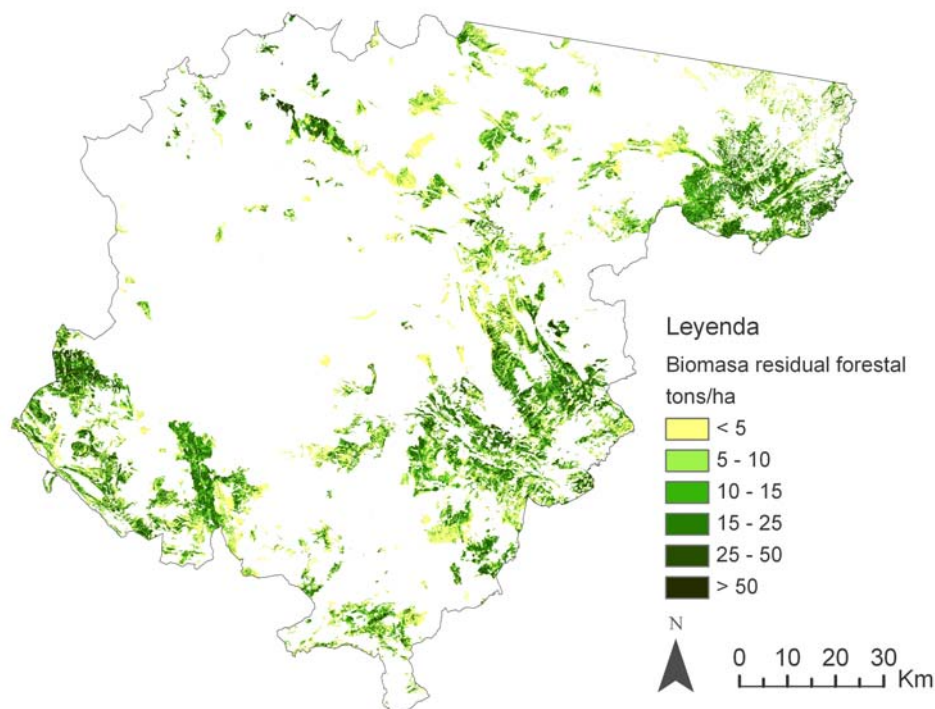 Leyenda
Biomasa residual forestal
tons/ha
< 5
5 - 10
10 - 15
15 - 25
25 - 50
> 50
N
0 10 20 30
Km